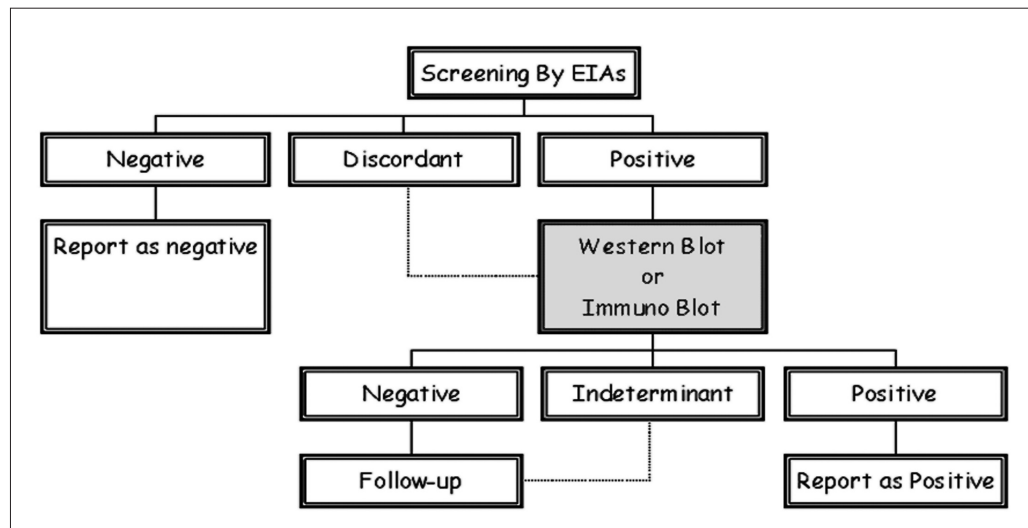 Screening By EIAs
Negative
Discordant
Positive
Report as negative
Western Blot
or
Immuno Blot
Negative
Indeterminant
Positive
Follow-up
Report as Positive